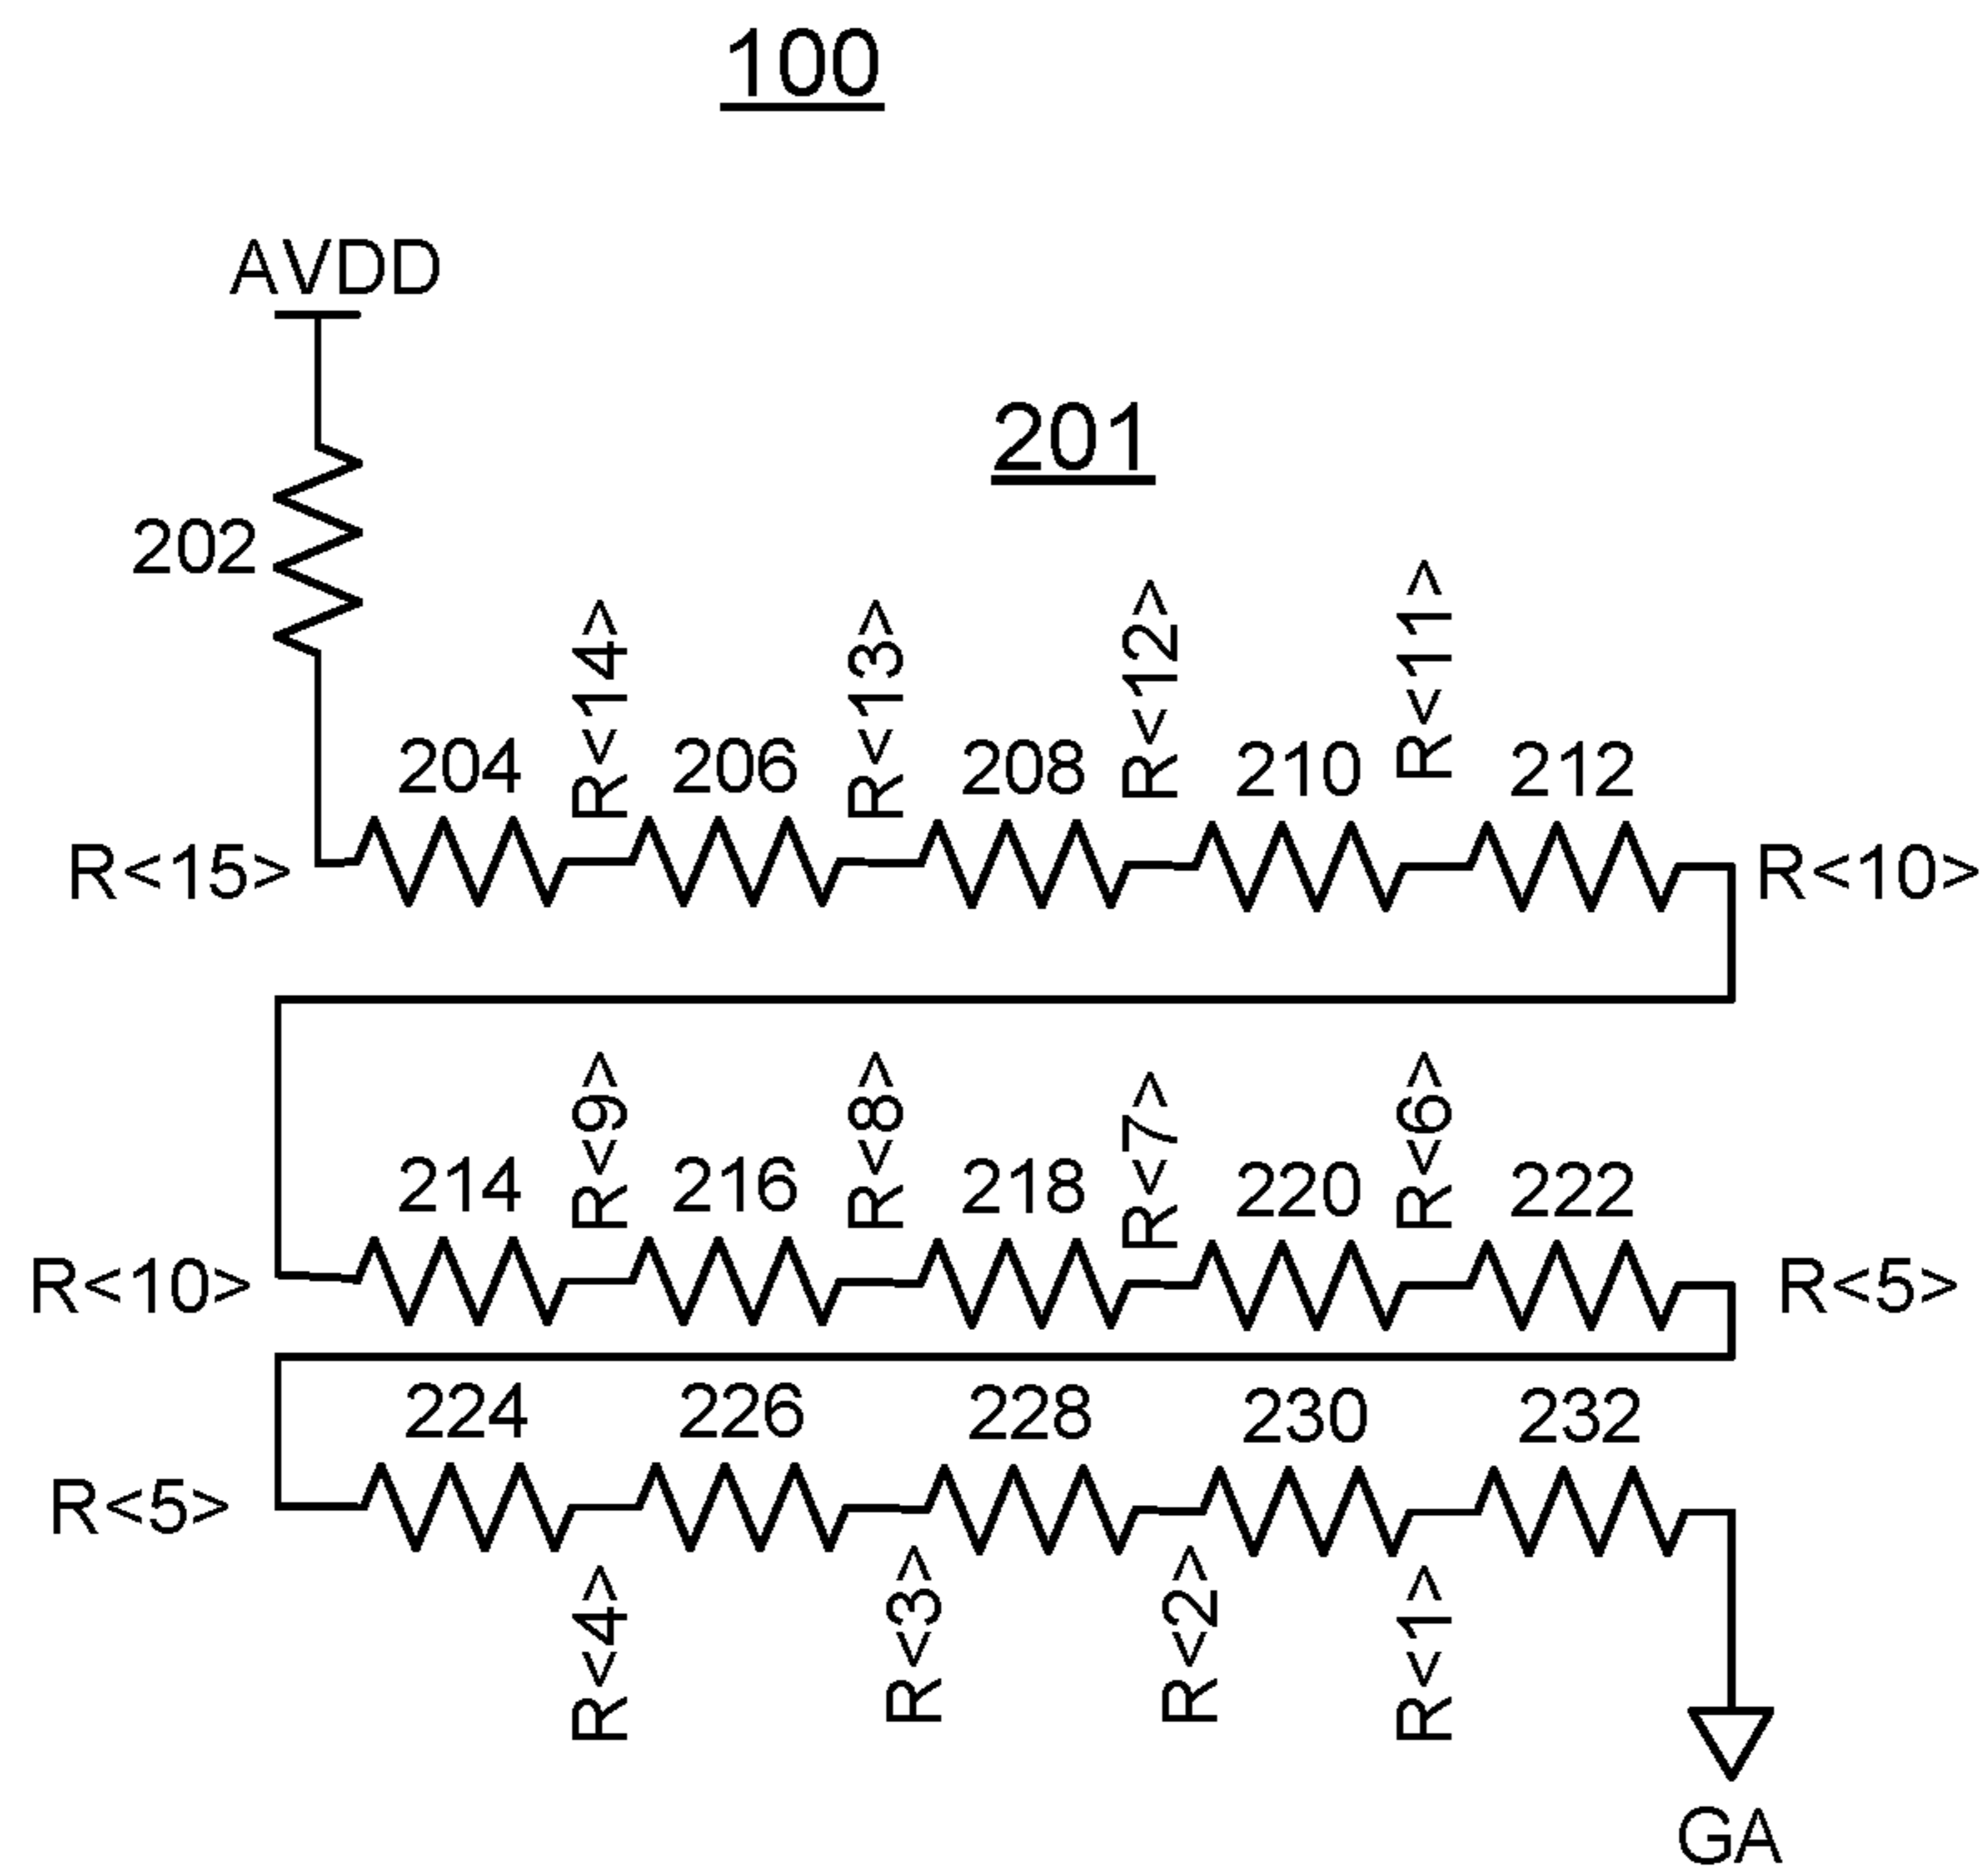 100
AVDD
201
202
R<14>
R<13>
R<12>
R<11>
204
206
208
210
212
R<15>
R<10>
R<9>
R<8>
R<7>
R<6>
214
216
218
220
222
R<10>
R<5>
224
226
228
230
232
R<5>
R<4>
R<3>
R<2>
R<1>
GA